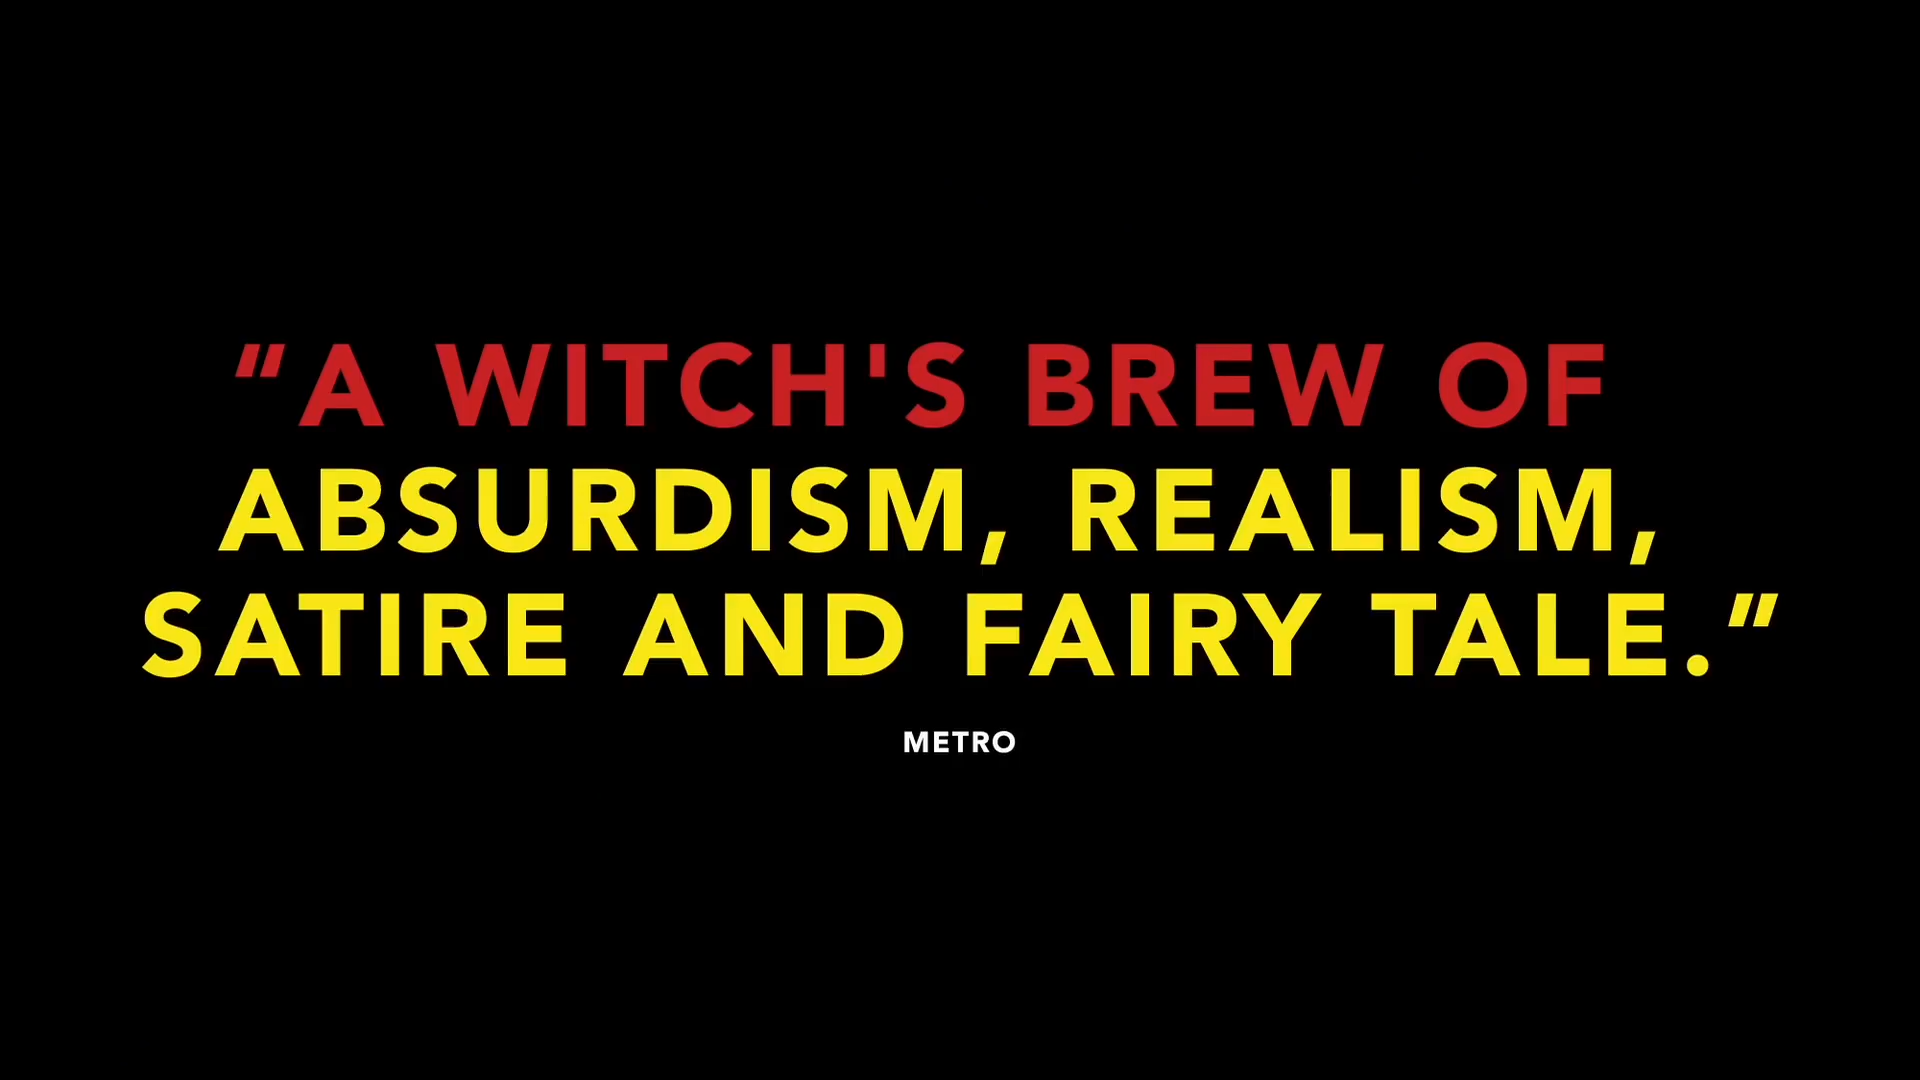 "A WITCH'S BREW OF
ABSURDISM, REALISM,
SATIRE AND FAIRY TALE."
METRO